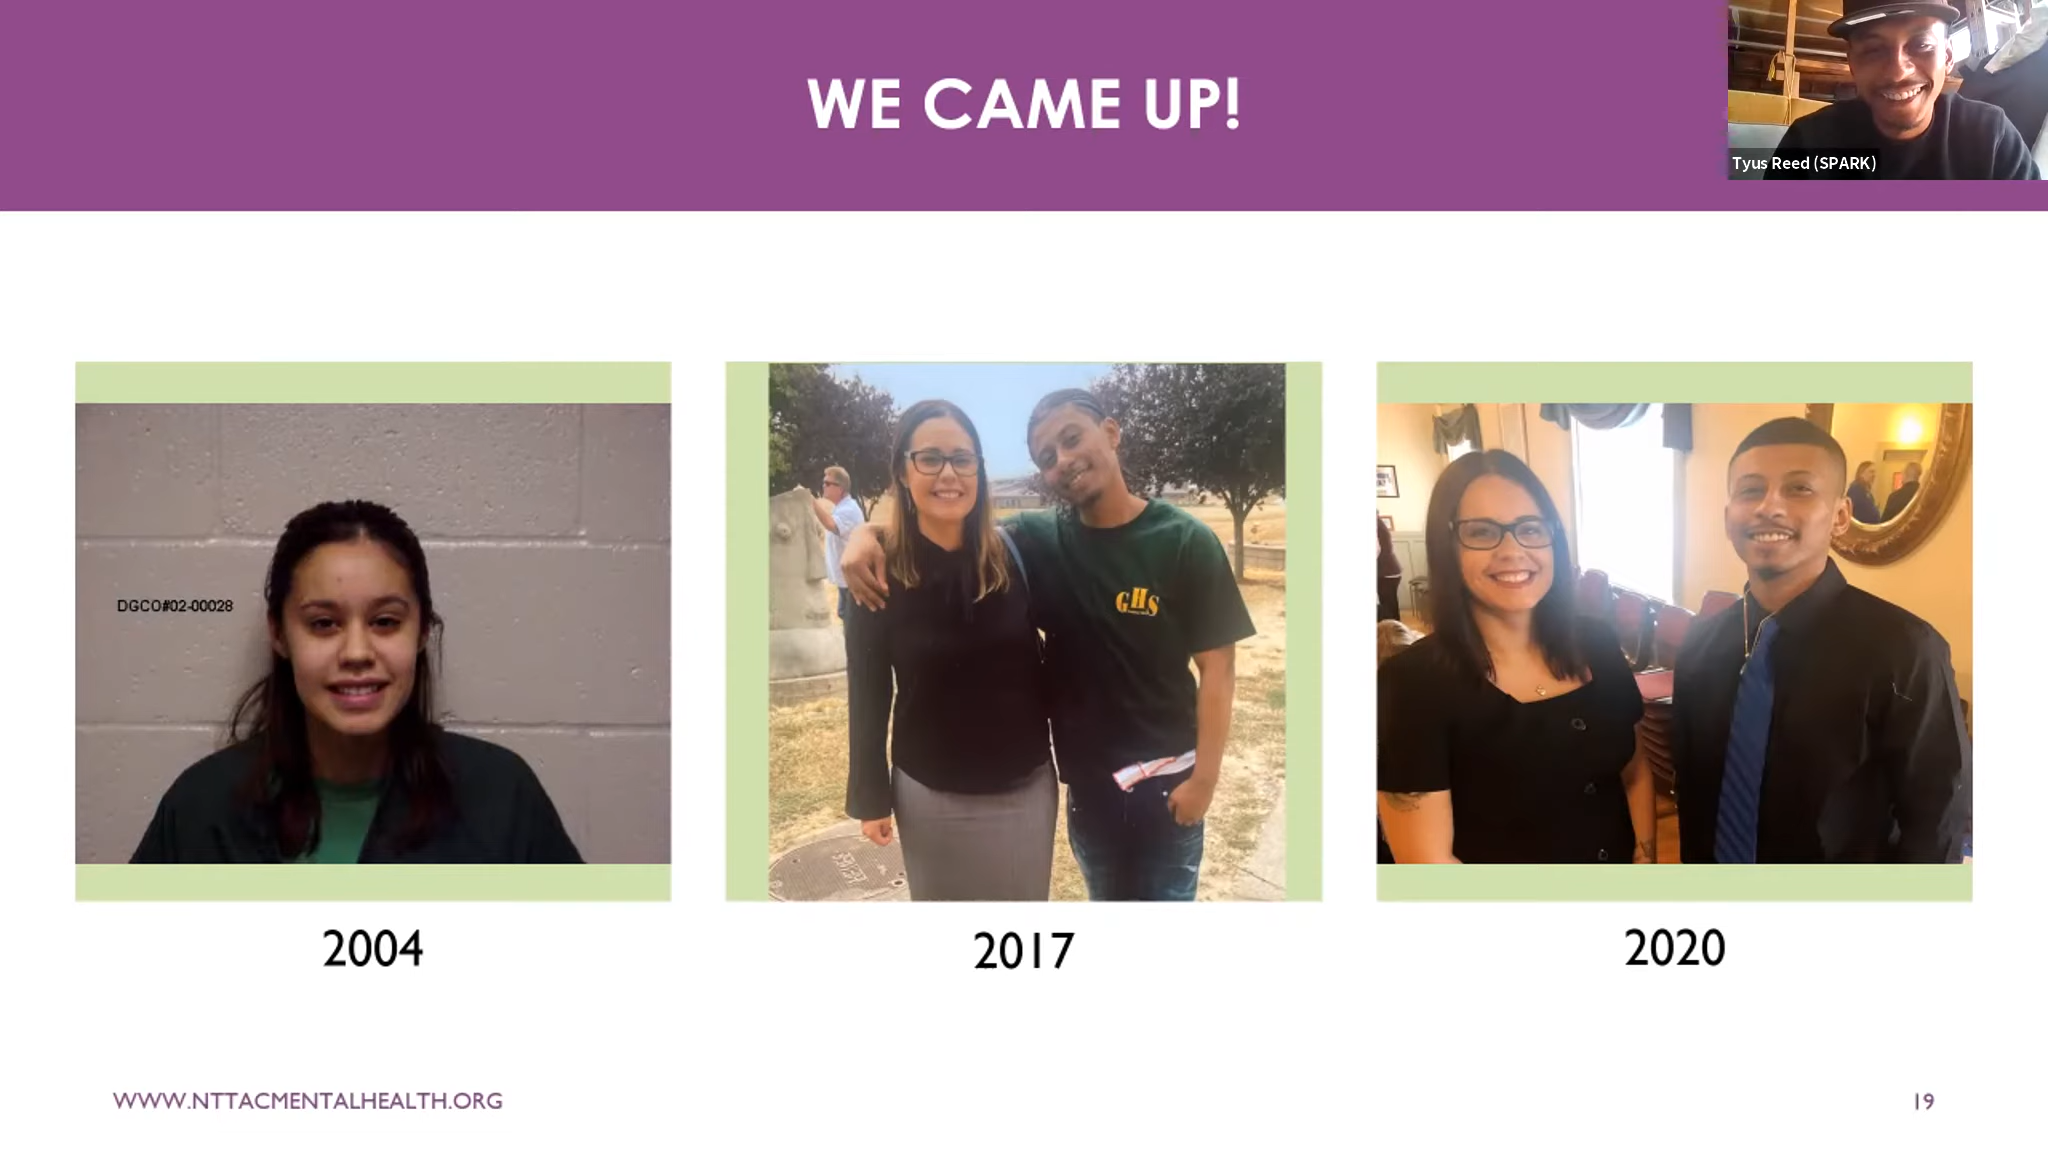 WE CAME UP!
Tyus Reed (SPARK)
DGCO#02-00028
GHS
2004
2017
2020
WWW.NTTACMENTALHEALTH.ORG
19